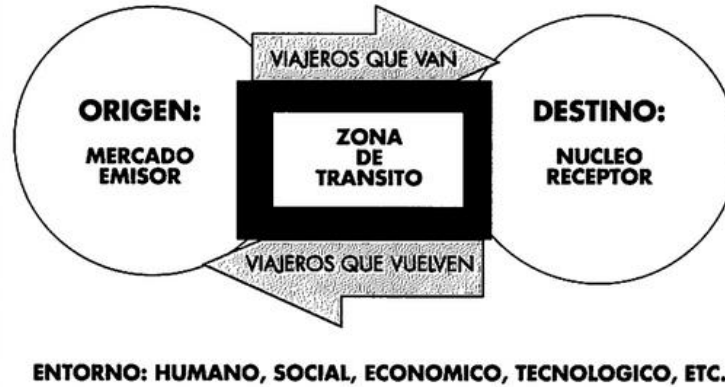 VIAJEROS QUE VAN
ORIGEN:
MERCADO
EMISOR
ZONA
DE
TRANSITO
DESTINO:
NUCLEO
RECEPTOR
VIAJEROS QUE VUELVEN
ENTORNO: HUMANO, SOCIAL, ECONOMICO, TECNOLOGICO, ETC.